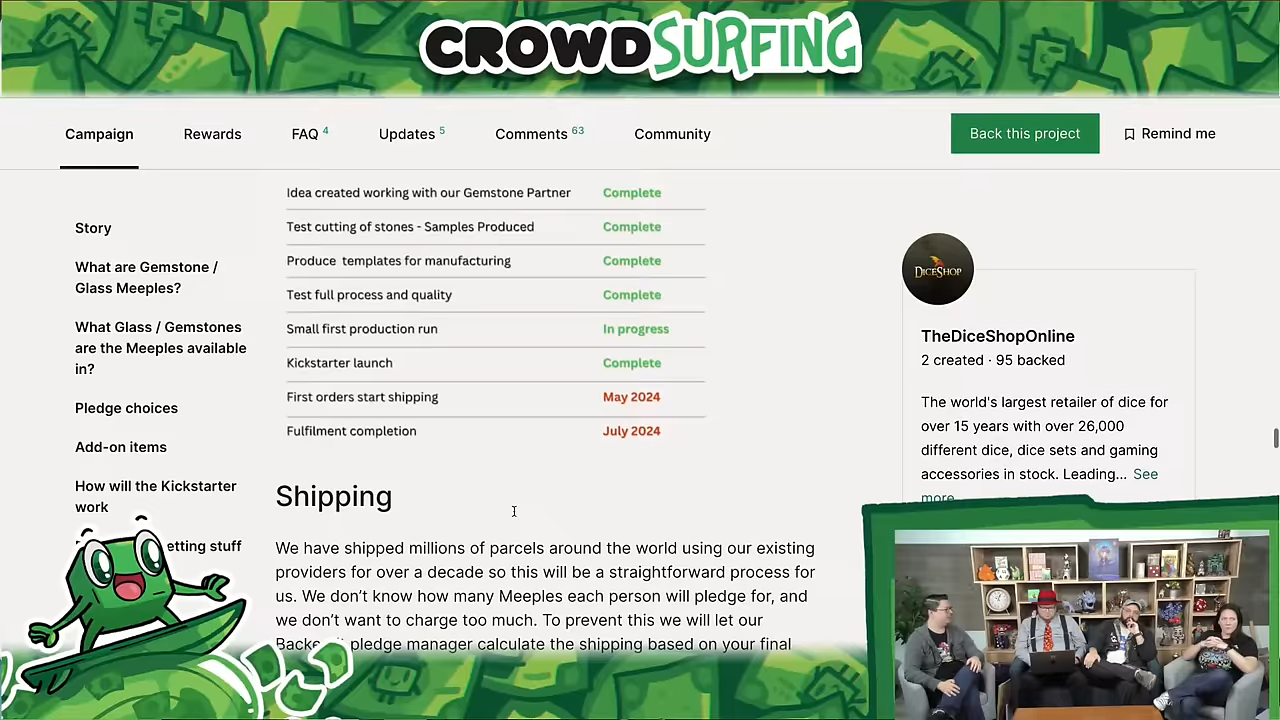 CROWDSURFING
Campaign
Rewards
FAQ 4
Updates 5
Comments 63
Community
Back this project
Remind me
Idea created working with our Gemstone Partner Complete
Test cutting of stones - Samples Produced Complete
Produce templates for manufacturing Complete
Test full process and quality Complete
Small first production run In progress
Kickstarter launch Complete
First orders start shipping May 2024
Fulfilment completion July 2024
Story
What are Gemstone /
Glass Meeples?
What Glass / Gemstones
are the Meeples available
in?
Pledge choices
Add-on items
How will the Kickstarter
work
etting stuff
Shipping
We have shipped millions of parcels around the world using our existing
providers for over a decade so this will be a straightforward process for
us. We don't know how many Meeples each person will pledge for, and
we don't want to charge too much. To prevent this we will let our
Backe pledge manager calculate the shipping based on your final
DICESHOP
TheDiceShopOnline
2 created · 95 backed
The world's largest retailer of dice for
over 15 years with over 26,000
different dice, dice sets and gaming
accessories in stock. Leading... See
more